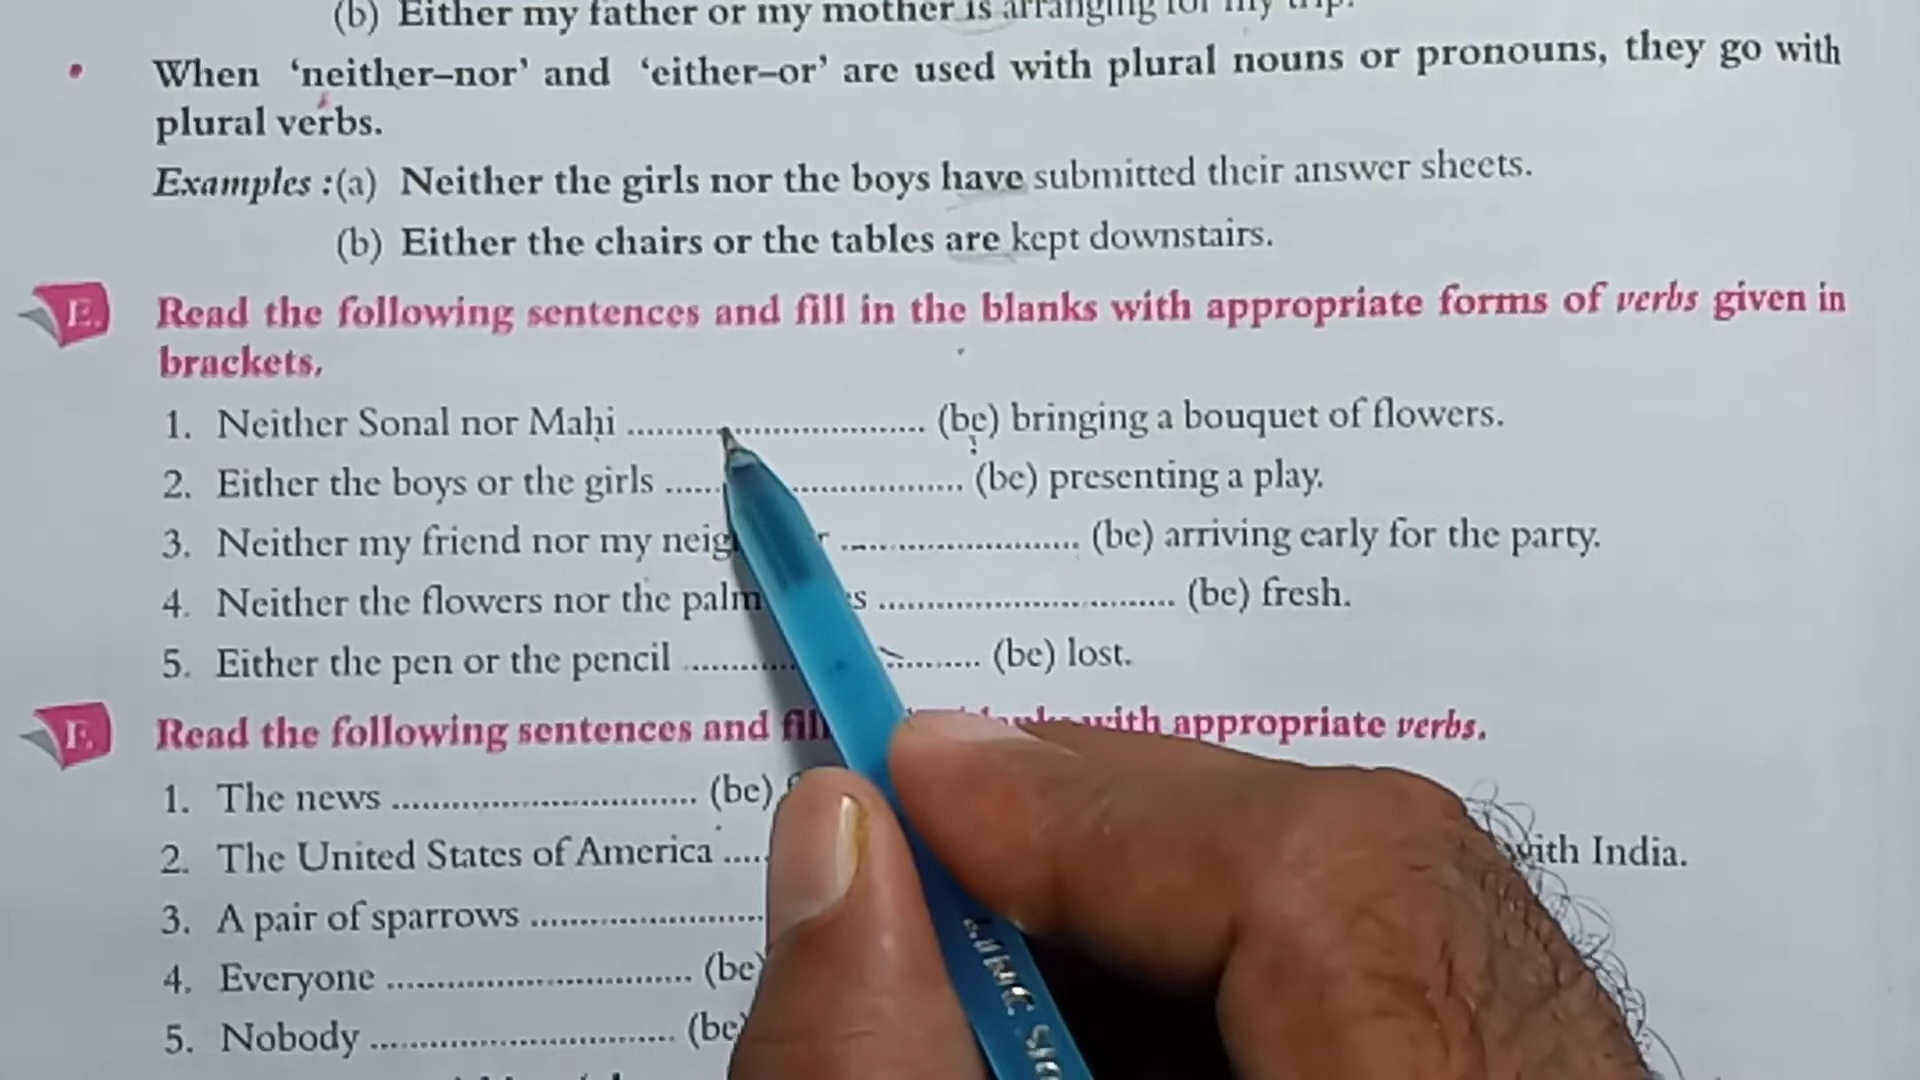 (b) Either my father or my mother is arranging for my trip.
• When 'neither–nor' and 'either–or' are used with plural nouns or pronouns, they go with
plural verbs.
Examples :(a) Neither the girls nor the boys have submitted their answer sheets.
(b) Either the chairs or the tables are kept downstairs.
E. Read the following sentences and fill in the blanks with appropriate forms of verbs given in
brackets.
1. Neither Sonal nor Mahi .............................. (be) bringing a bouquet of flowers.
2. Either the boys or the girls .............................. (be) presenting a play.
3. Neither my friend nor my .............................. (be) arriving early for the party.
4. Neither the flowers nor the palm .............................. (be) fresh.
5. Either the pen or the pencil .............................. (be) lost.
F. Read the following sentences and with appropriate verbs.
1. The news .............................. (be)
2. The United States of America .... with India.
3. A pair of sparrows ........................
4. Everyone .............................. (be)
5. Nobody .............................. (be)